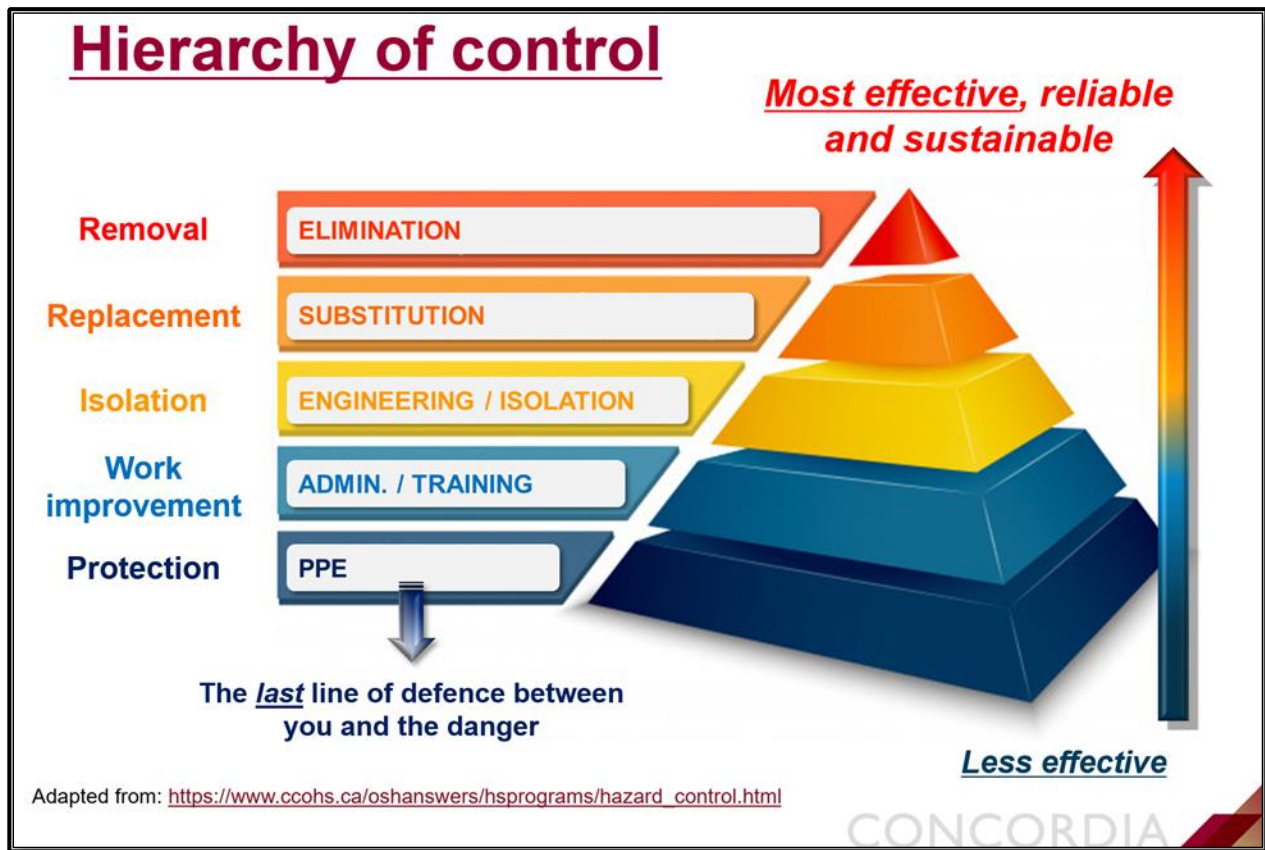 Hierarchy of control
Most effective, reliable
and sustainable
Removal
ELIMINATION
Replacement
SUBSTITUTION
Isolation
ENGINEERING / ISOLATION
Work
improvement
ADMIN. / TRAINING
Protection
PPE
The last line of defence between
you and the danger
Less effective
Adapted from: https://www.ccohs.ca/oshanswers/hsprograms/hazard_control.html
CONCORDIA